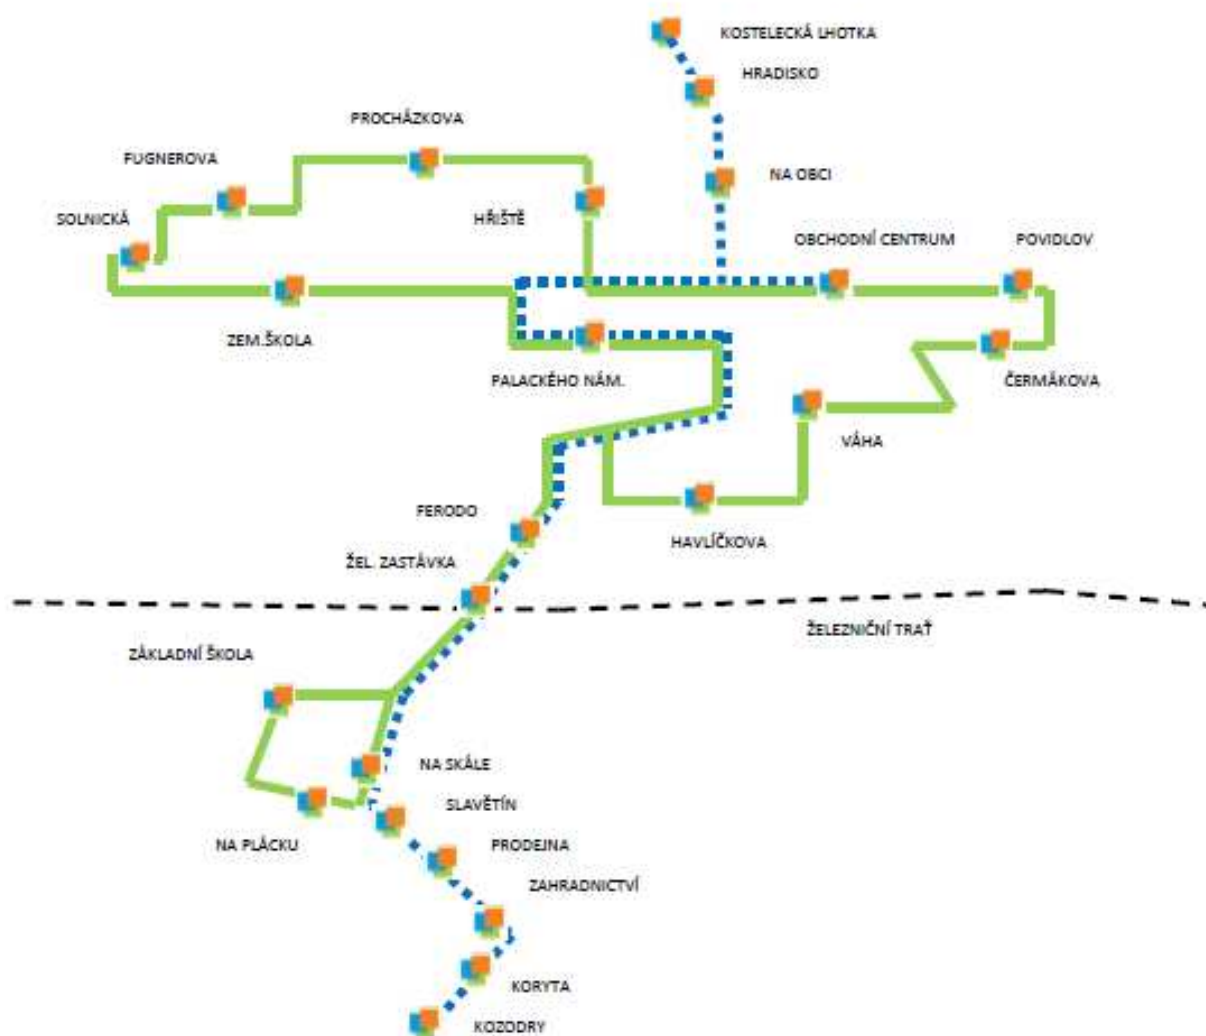 KOSTELECKÁ LHOTKA
HRADISKO
PROCHÁZKOVA
FUGNEROVA
NA OBCI
SOLNICKÁ
HŘIŠTĚ
OBCHODNÍ CENTRUM
POVIDLOV
ZEM.ŠKOLA
PALACKÉHO NÁM.
ČERMÁKOVA
VÁHA
FERODO
HAVLÍČKOVA
ŽEL. ZASTÁVKA
ŽELEZNIČNÍ TRAŤ
ZÁKLADNÍ ŠKOLA
NA SKÁLE
SLAVĚTÍN
NA PLÁCKU
PRODEJNA
ZAHRADNICTVÍ
KORYTA
KOZODRY